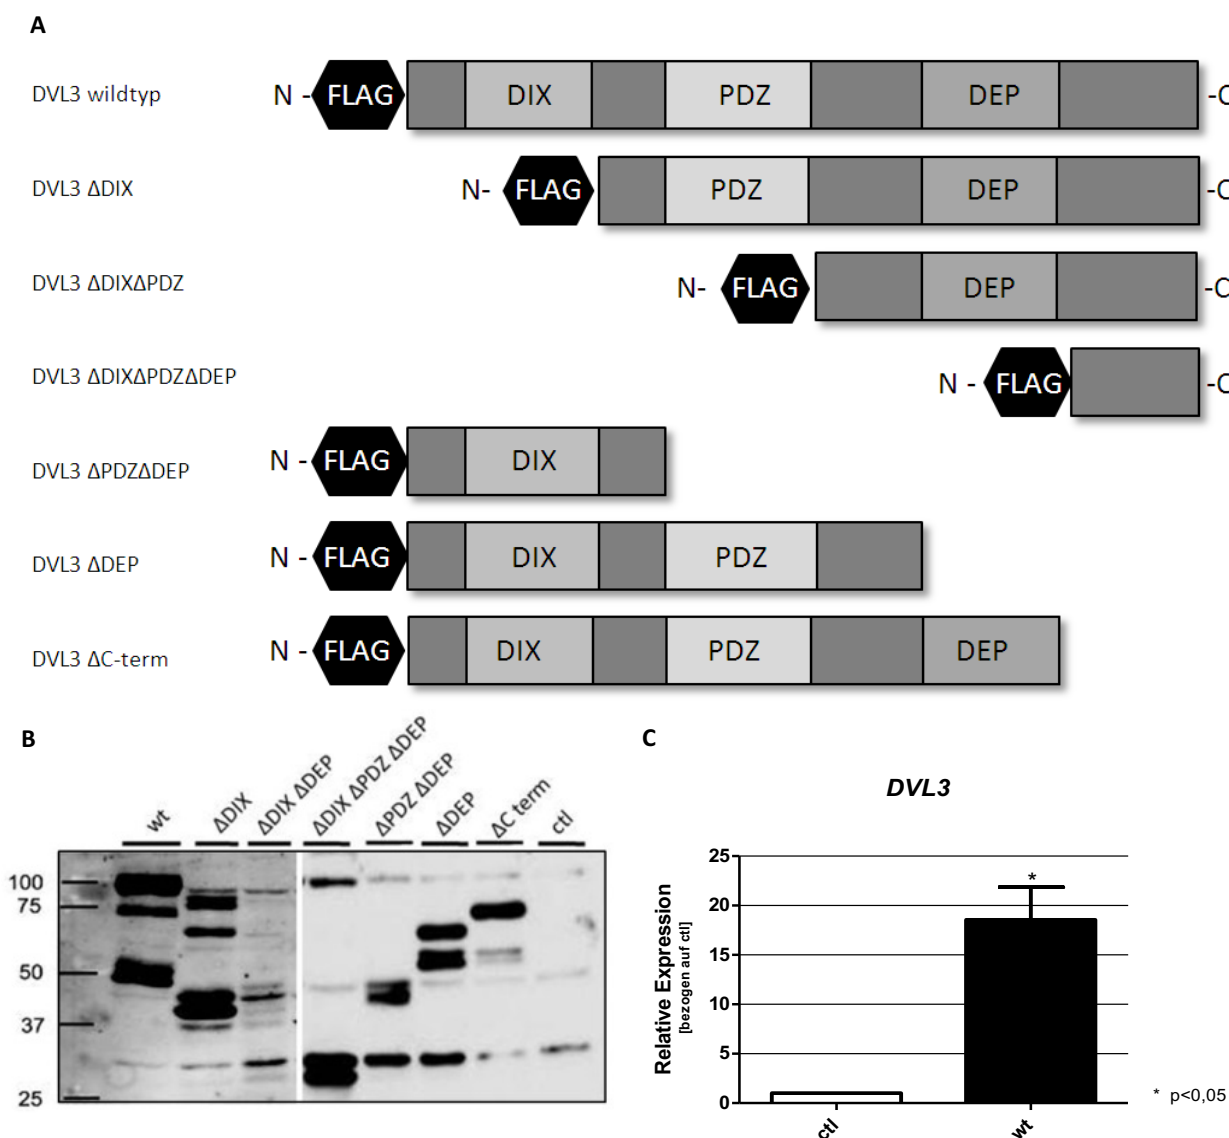 A
DVL3 wildtyp N - FLAG DIX PDZ DEP -C
DVL3 ΔDIX N- FLAG PDZ DEP -C
DVL3 ΔDIXΔPDZ N- FLAG DEP -C
DVL3 ΔDIXΔPDZΔDEP N - FLAG -C
DVL3 ΔPDZΔDEP N - FLAG DIX
DVL3 ΔDEP N - FLAG DIX PDZ
DVL3 ΔC-term N - FLAG DIX PDZ DEP
B
wt ΔDIX ΔDIX ΔDEP ΔDIX ΔPDZ ΔDEP ΔPDZ ΔDEP ΔDEP ΔC term ctl
100
75
50
37
25
C
DVL3
Relative Expression
[bezogen auf ctl]
25
20
15
10
5
0
*
ctl wt
* p<0,05